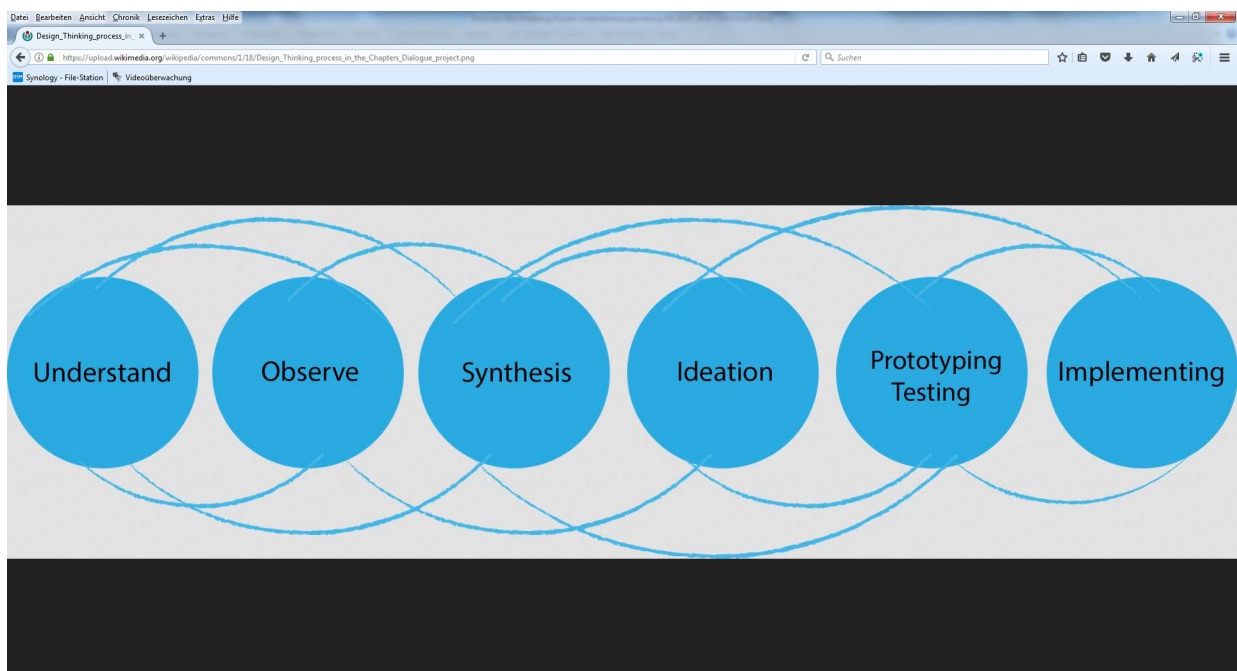 Datei Bearbeiten Ansicht Chronik Lesezeichen Extras Hilfe
Design_Thinking_process_in_
https://upload.wikimedia.org/wikipedia/commons/1/18/Design_Thinking_process_in_the_Chapters_Dialogue_project.png
Suchen
Synology - File-Station Videoüberwachung
Understand
Observe
Synthesis
Ideation
Prototyping
Testing
Implementing